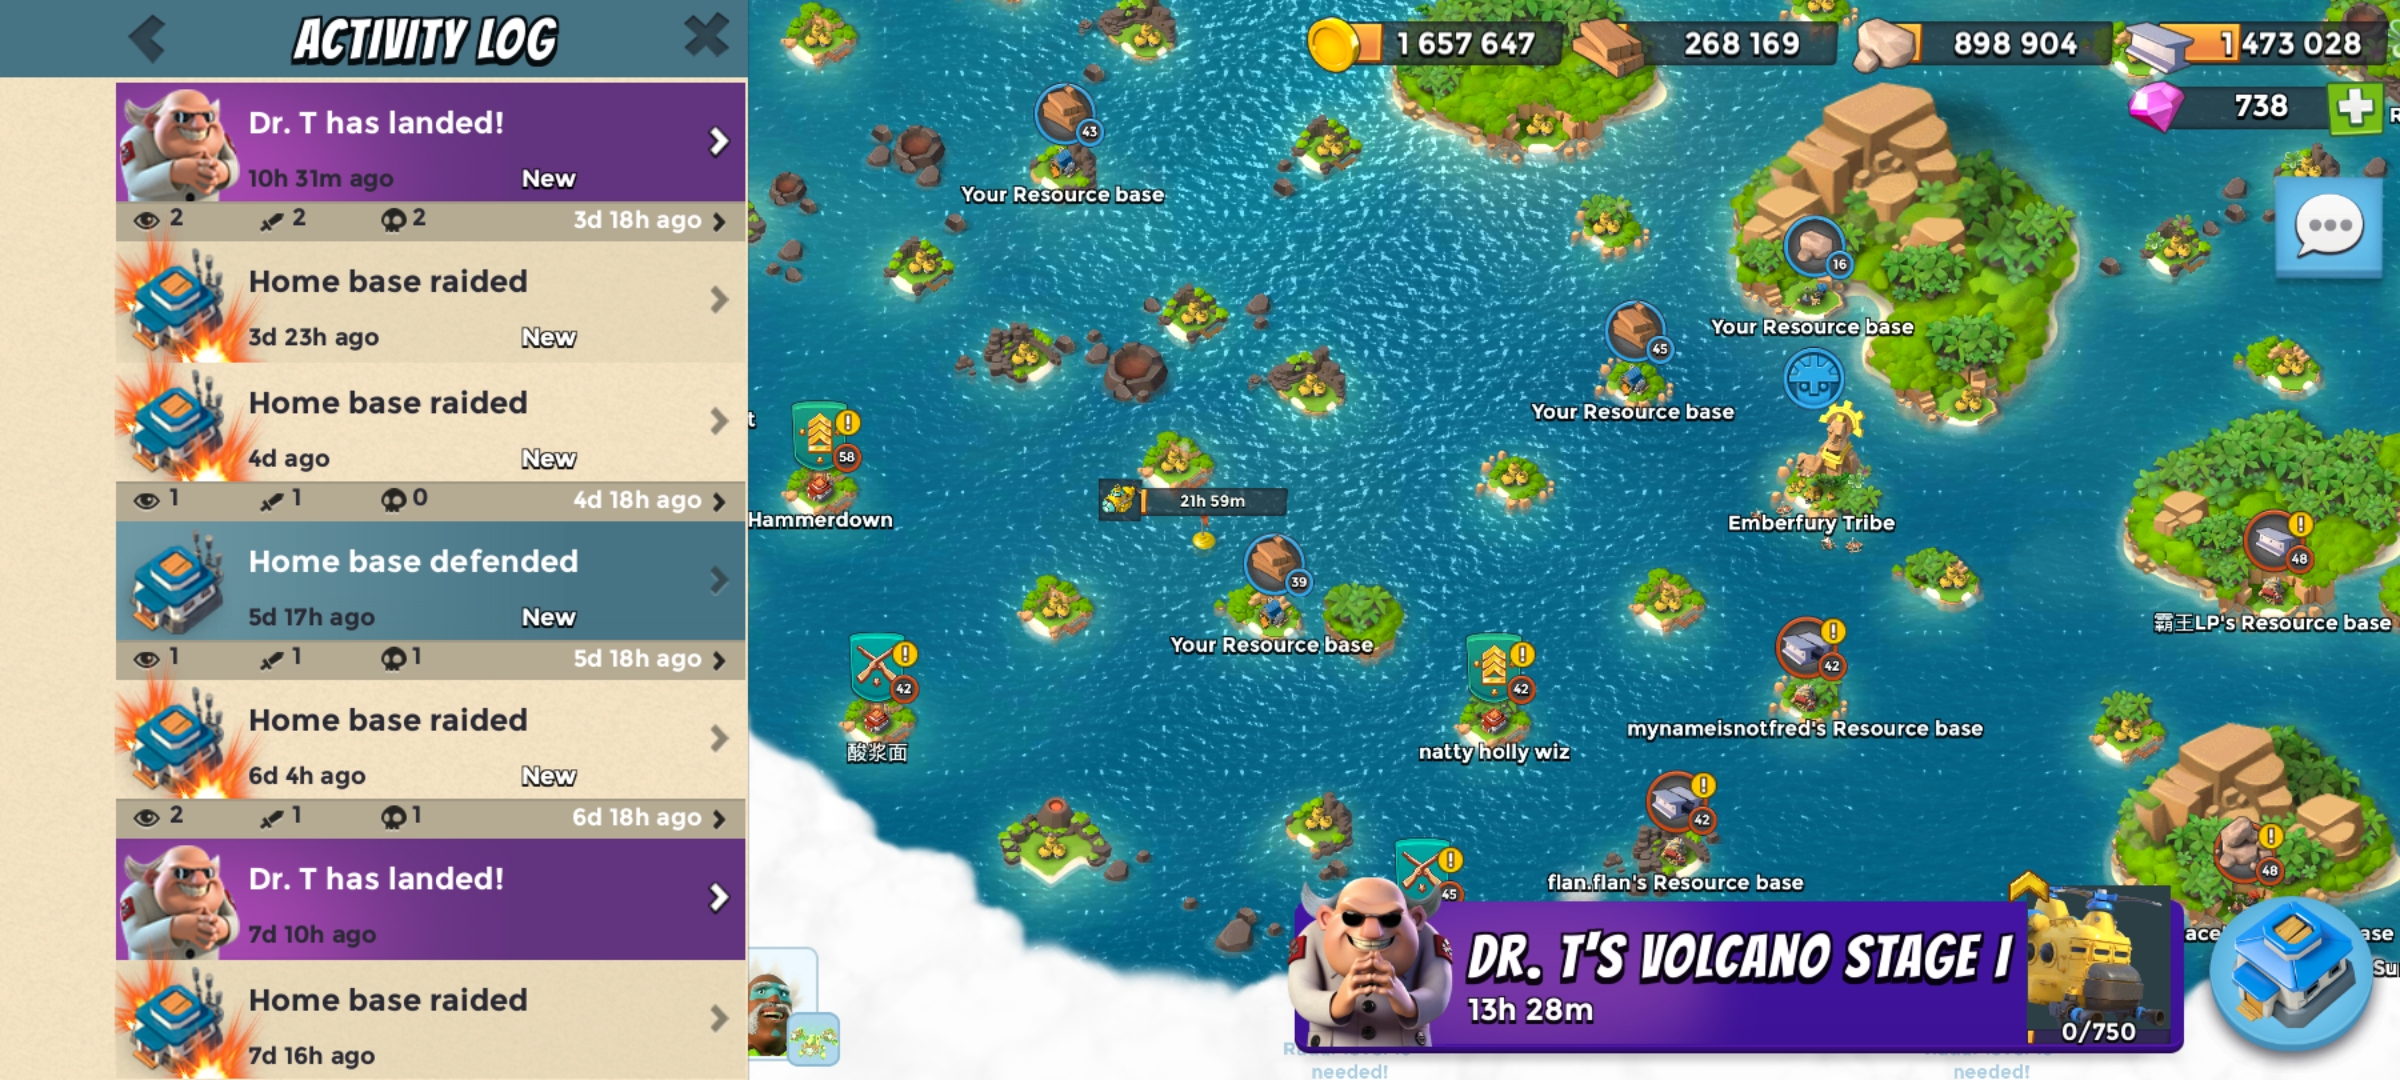 ACTIVITY LOG
Dr. T has landed!
10h 31m ago New
2 2 2 3d 18h ago
Home base raided
3d 23h ago New
Home base raided
4d ago New
1 1 0 4d 18h ago
Home base defended
5d 17h ago New
1 1 1 5d 18h ago
Home base raided
6d 4h ago New
2 1 1 6d 18h ago
Dr. T has landed!
7d 10h ago
Home base raided
7d 16h ago
1 657 647
268 169
898 904
1 473 028
738
43
Your Resource base
16
Your Resource base
45
Your Resource base
58
Hammerdown
21h 59m
Emberfury Tribe
39
Your Resource base
48
霸王LP's Resource base
42
酸浆面
42
natty holly wiz
42
mynameisnotfred's Resource base
42
flan.flan's Resource base
45
48
DR. T'S VOLCANO STAGE I
13h 28m
0/750
needed!
needed!